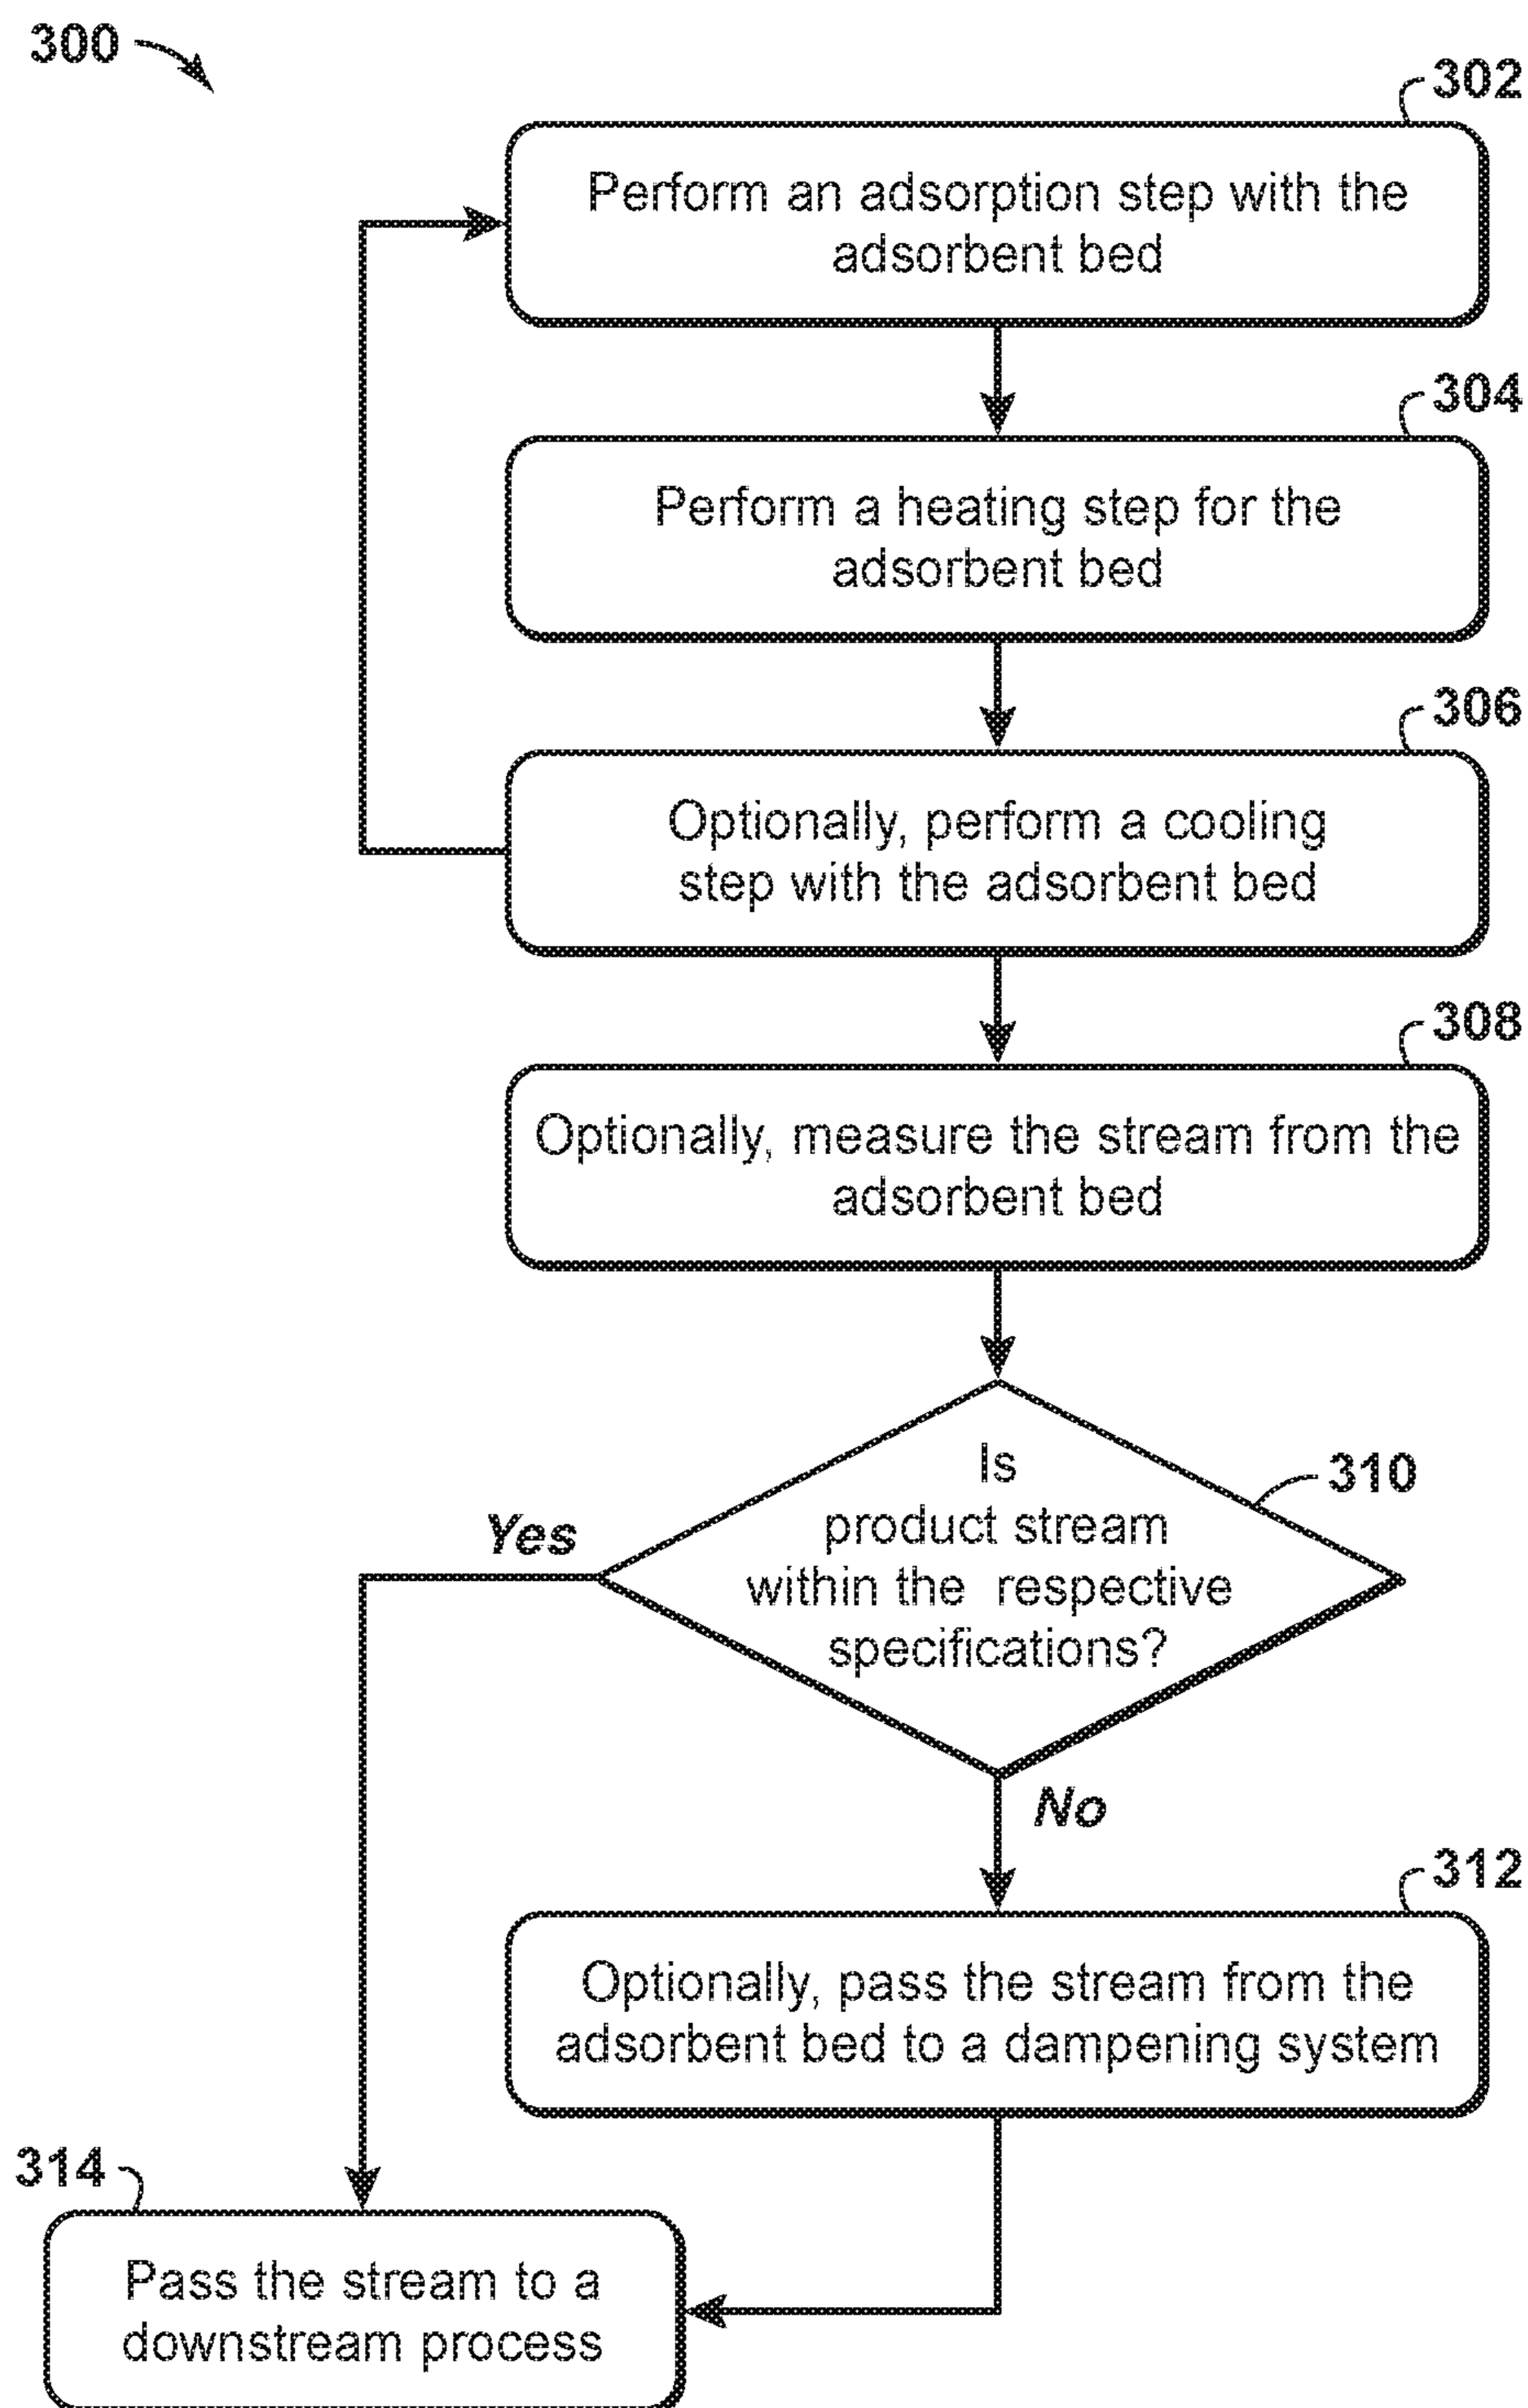 300
302
Perform an adsorption step with the
adsorbent bed
304
Perform a heating step for the
adsorbent bed
306
Optionally, perform a cooling
step with the adsorbent bed
308
Optionally, measure the stream from the
adsorbent bed
310
Is
product stream
within the respective
specifications?
Yes
No
312
Optionally, pass the stream from the
adsorbent bed to a dampening system
314
Pass the stream to a
downstream process